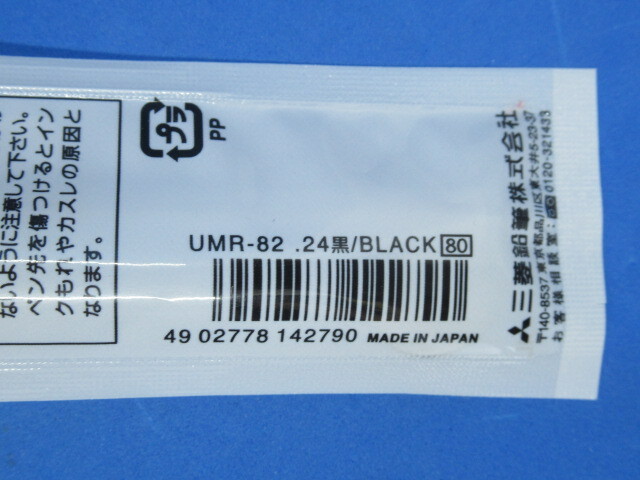 ないように注意して下さい。
ペン先を傷つけるとイン
クもれやカスレの原因と
なります。
プラ
PP
UMR-82 .24黒/BLACK 80
49 02778 142790 MADE IN JAPAN
三菱鉛筆株式会社
〒140-8537 東京都品川区東大井5-23-37
お客様相談室: 0120-321433